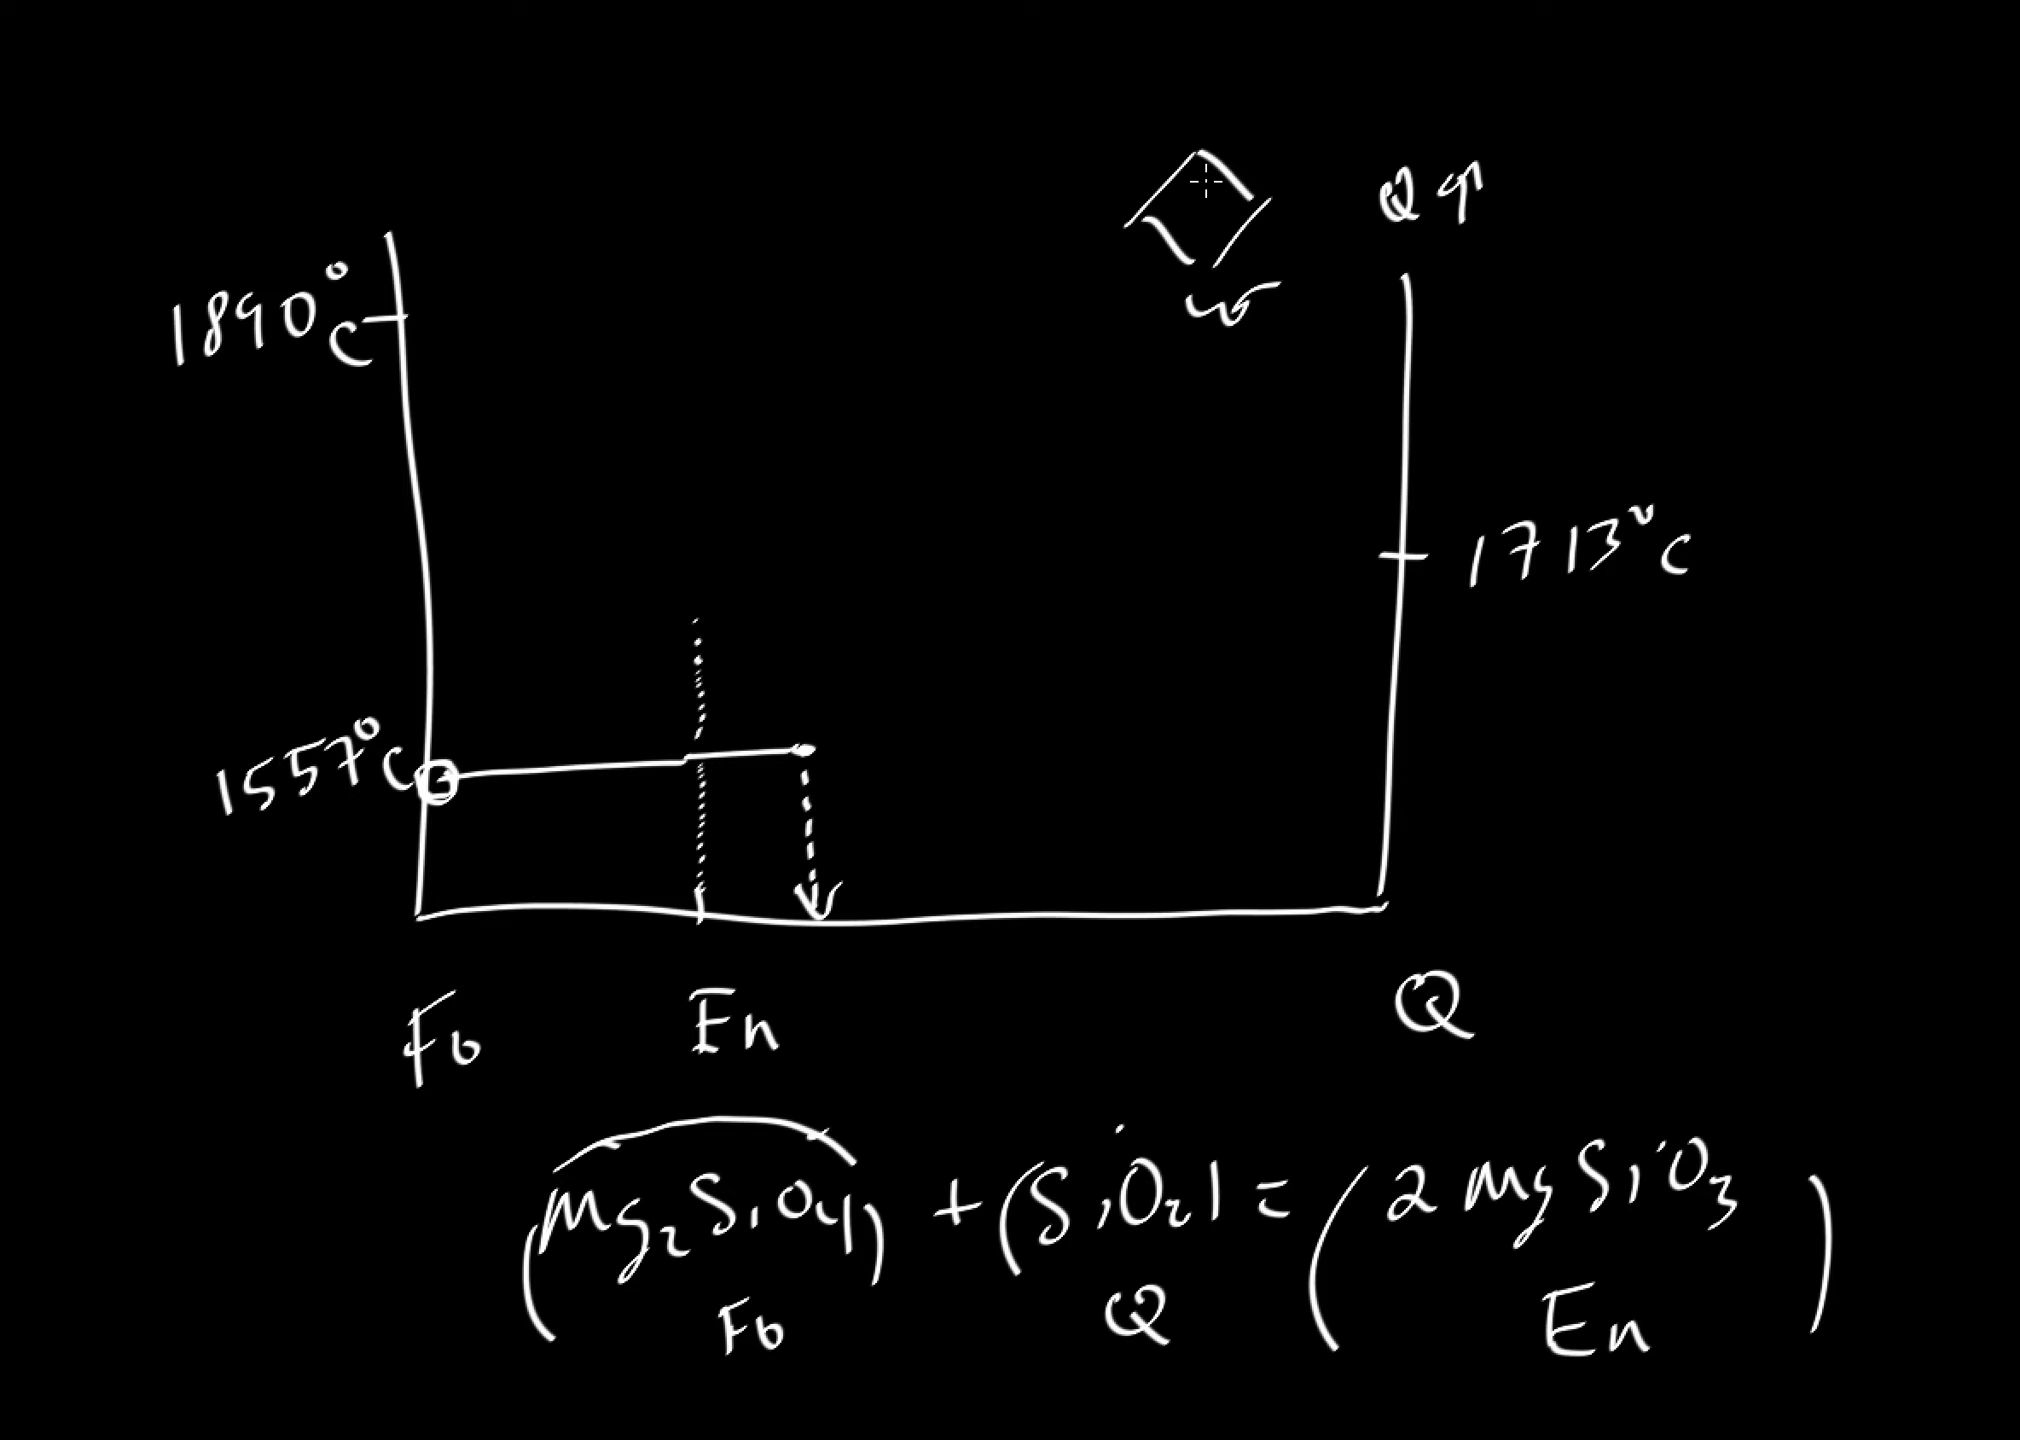 1890°C
1557°C
1713°C
Fo
En
Q
(Mg₂SiO₄) + (SiO₂) = (2MgSiO₃)
Fo
Q
En